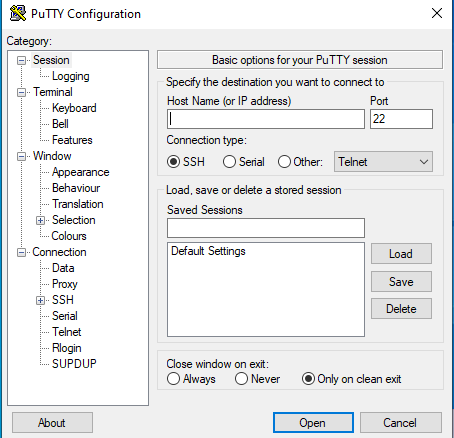 PuTTY Configuration
Category:
Session
Logging
Terminal
Keyboard
Bell
Features
Window
Appearance
Behaviour
Translation
Selection
Colours
Connection
Data
Proxy
SSH
Serial
Telnet
Rlogin
SUPDUP
Basic options for your PuTTY session
Specify the destination you want to connect to
Host Name (or IP address) Port
22
Connection type:
SSH Serial Other: Telnet
Load, save or delete a stored session
Saved Sessions
Default Settings
Load
Save
Delete
Close window on exit:
Always Never Only on clean exit
About Open Cancel